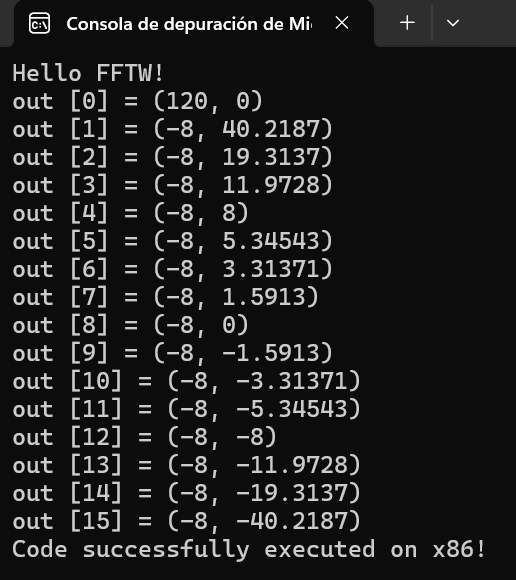 Consola de depuración de Mi
Hello FFTW!
out [0] = (120, 0)
out [1] = (-8, 40.2187)
out [2] = (-8, 19.3137)
out [3] = (-8, 11.9728)
out [4] = (-8, 8)
out [5] = (-8, 5.34543)
out [6] = (-8, 3.31371)
out [7] = (-8, 1.5913)
out [8] = (-8, 0)
out [9] = (-8, -1.5913)
out [10] = (-8, -3.31371)
out [11] = (-8, -5.34543)
out [12] = (-8, -8)
out [13] = (-8, -11.9728)
out [14] = (-8, -19.3137)
out [15] = (-8, -40.2187)
Code successfully executed on x86!